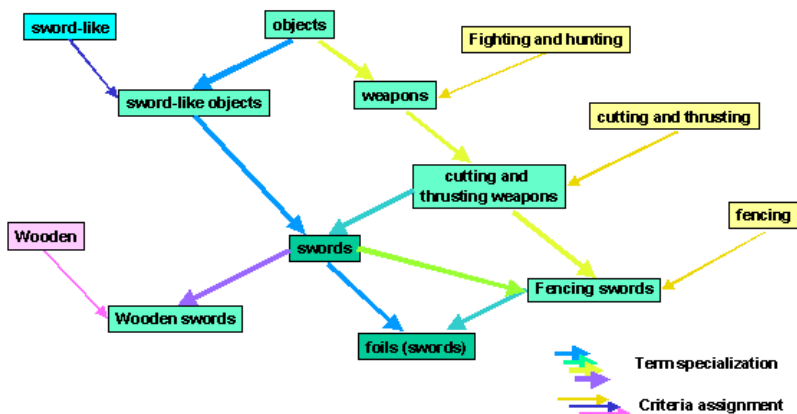 sword-like
objects
Fighting and hunting
sword-like objects
weapons
cutting and thrusting
cutting and
thrusting weapons
Wooden
swords
fencing
Wooden swords
Fencing swords
foils (swords)
Term specialization
Criteria assignment